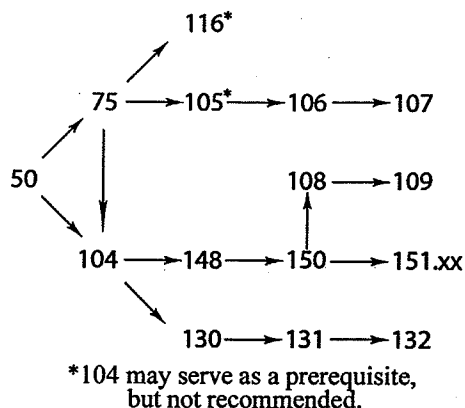 116*
75 105* 106 107
50 108 109
104 148 150 151.xx
130 131 132
*104 may serve as a prerequisite,
but not recommended.